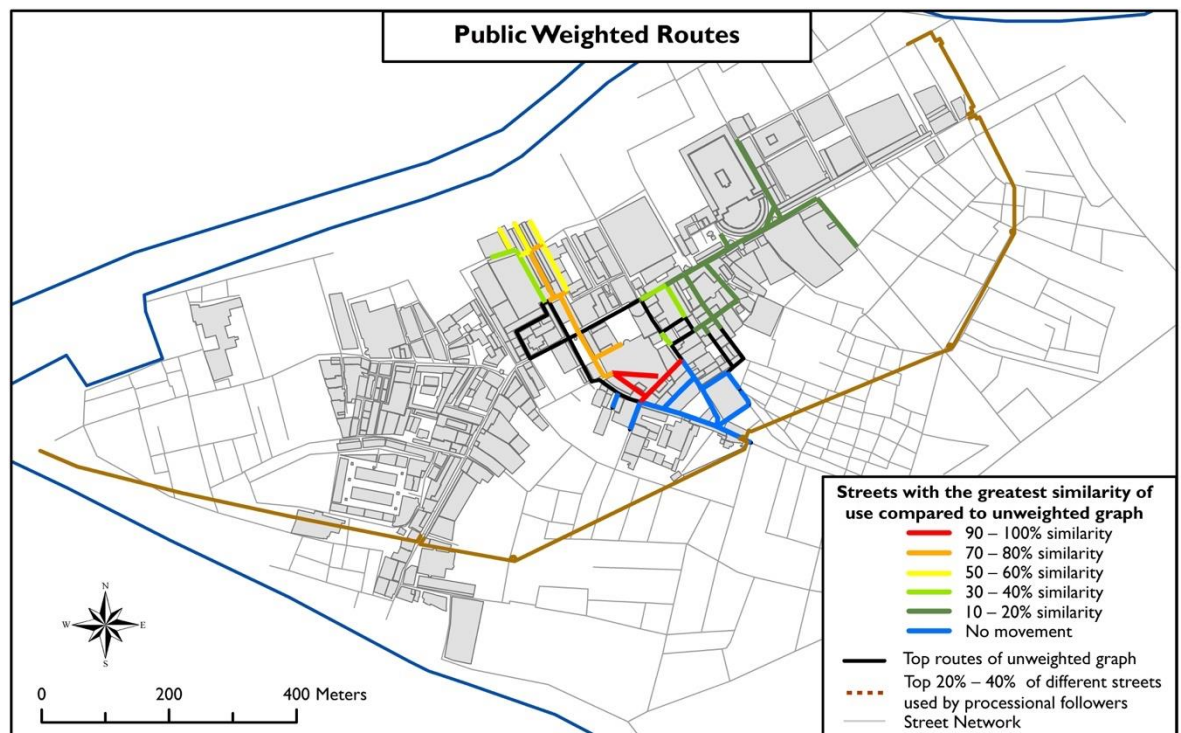 Public Weighted Routes
N
W
E
S
0 200 400 Meters
Streets with the greatest similarity of
use compared to unweighted graph
90 – 100% similarity
70 – 80% similarity
50 – 60% similarity
30 – 40% similarity
10 – 20% similarity
No movement
Top routes of unweighted graph
Top 20% – 40% of different streets
used by processional followers
Street Network